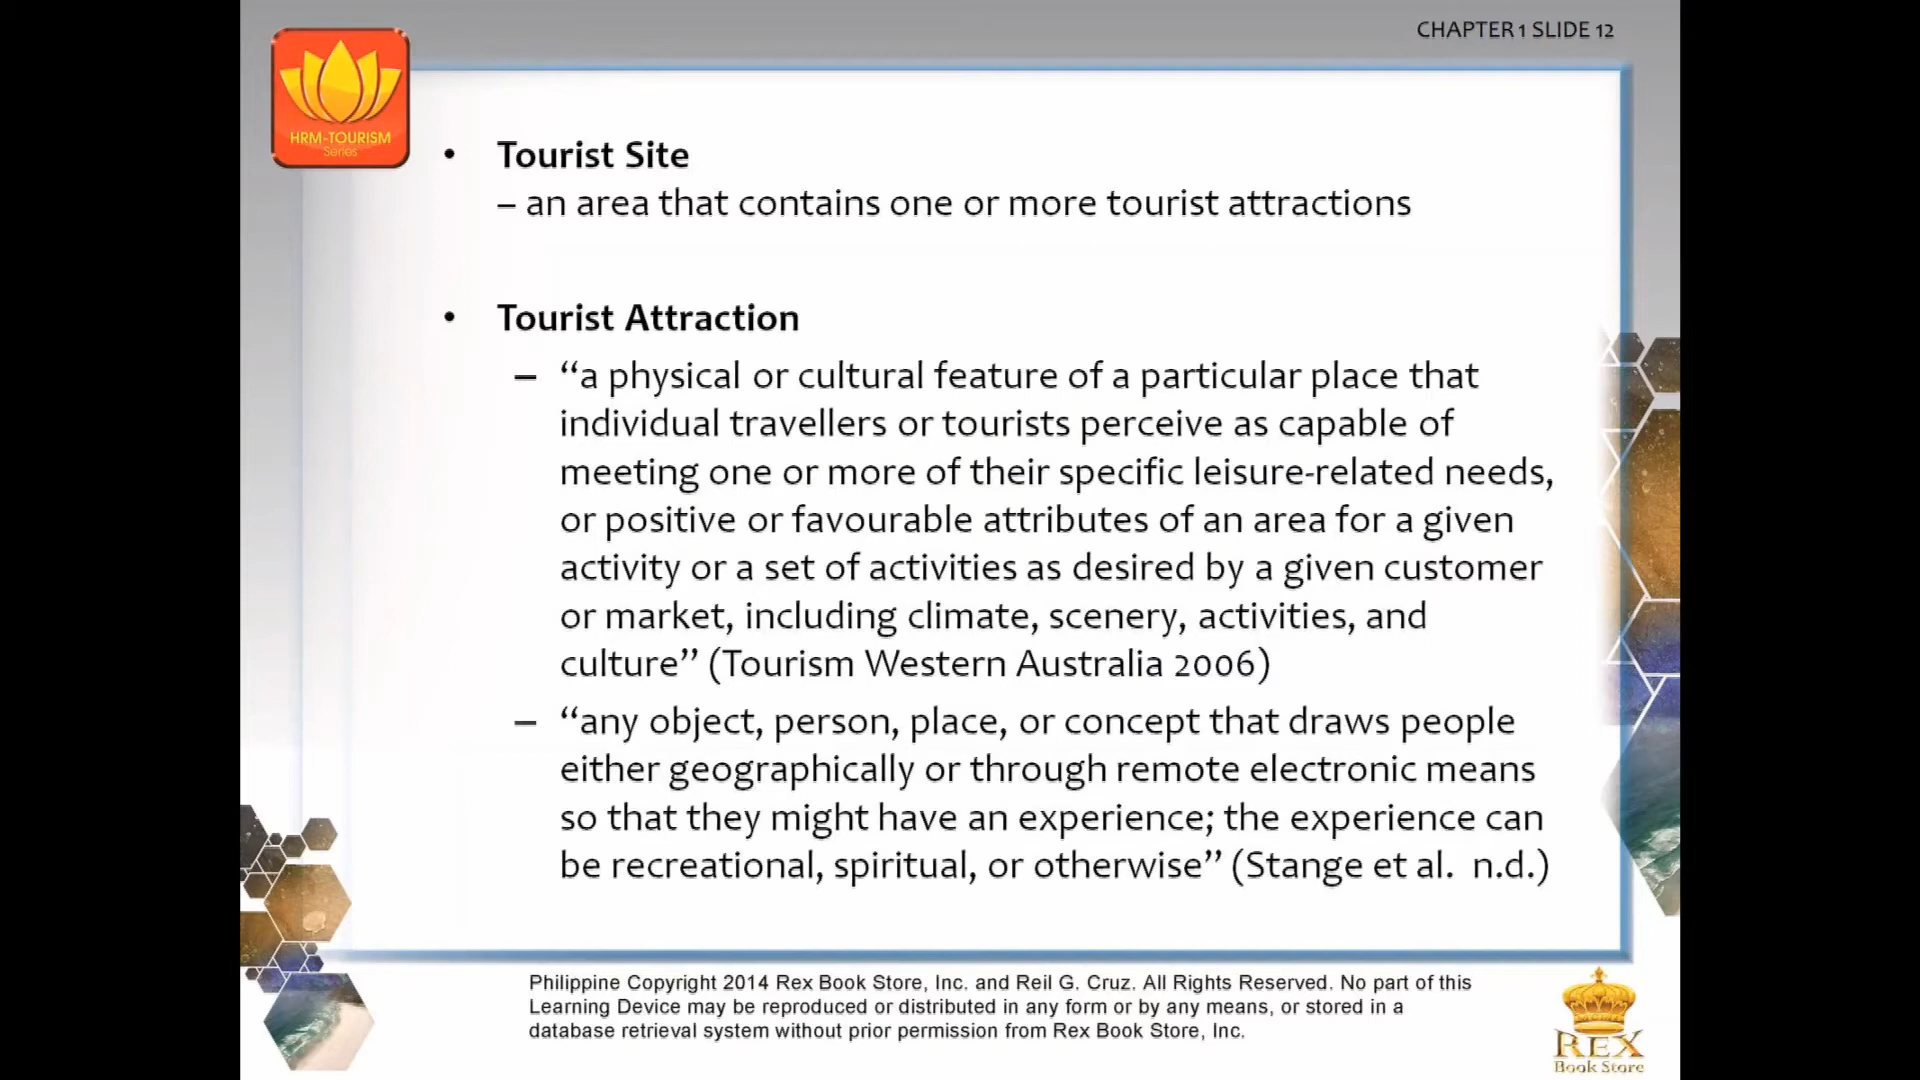 CHAPTER 1 SLIDE 12
HRM-TOURISM
Series
• Tourist Site
– an area that contains one or more tourist attractions
• Tourist Attraction
– “a physical or cultural feature of a particular place that
individual travellers or tourists perceive as capable of
meeting one or more of their specific leisure-related needs,
or positive or favourable attributes of an area for a given
activity or a set of activities as desired by a given customer
or market, including climate, scenery, activities, and
culture” (Tourism Western Australia 2006)
– “any object, person, place, or concept that draws people
either geographically or through remote electronic means
so that they might have an experience; the experience can
be recreational, spiritual, or otherwise” (Stange et al. n.d.)
Philippine Copyright 2014 Rex Book Store, Inc. and Reil G. Cruz. All Rights Reserved. No part of this
Learning Device may be reproduced or distributed in any form or by any means, or stored in a
database retrieval system without prior permission from Rex Book Store, Inc.
REX
Book Store